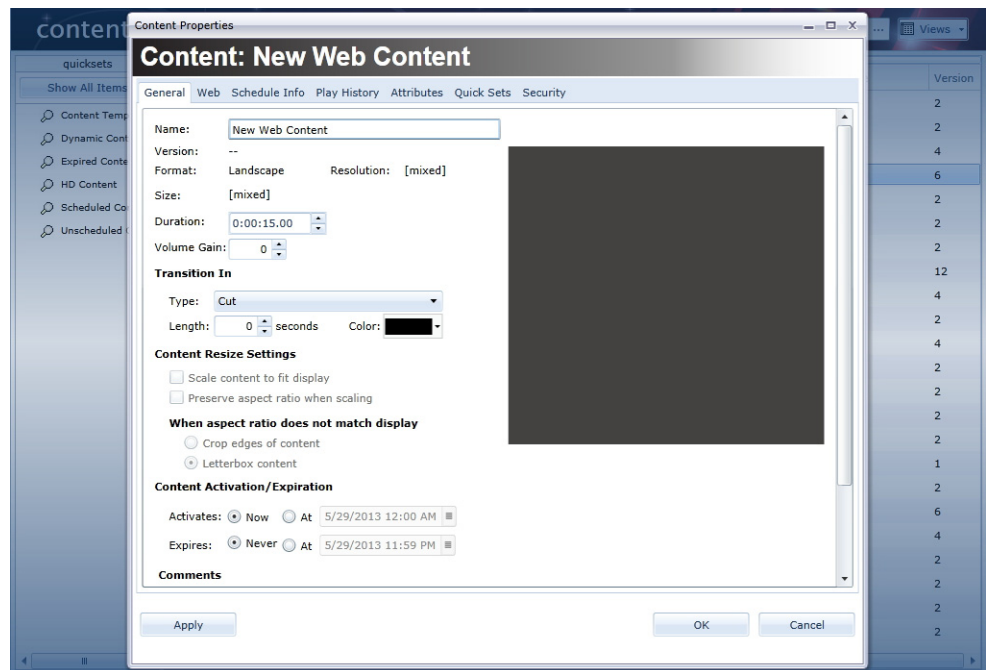 content
Content Properties
...
Views
Content: New Web Content
quicksets
Show All Items
General Web Schedule Info Play History Attributes Quick Sets Security
Version
Content Temp
Dynamic Cont
Expired Conte
HD Content
Scheduled Co
Unscheduled
Name: New Web Content
Version: --
Format: Landscape Resolution: [mixed]
Size: [mixed]
Duration: 0:00:15.00
Volume Gain: 0
Transition In
Type: Cut
Length: 0 seconds Color:
Content Resize Settings
Scale content to fit display
Preserve aspect ratio when scaling
When aspect ratio does not match display
Crop edges of content
Letterbox content
Content Activation/Expiration
Activates: Now At 5/29/2013 12:00 AM
Expires: Never At 5/29/2013 11:59 PM
Comments
Apply OK Cancel
2
2
4
6
2
2
2
12
4
2
4
2
2
2
2
1
2
6
4
2
2
2
2